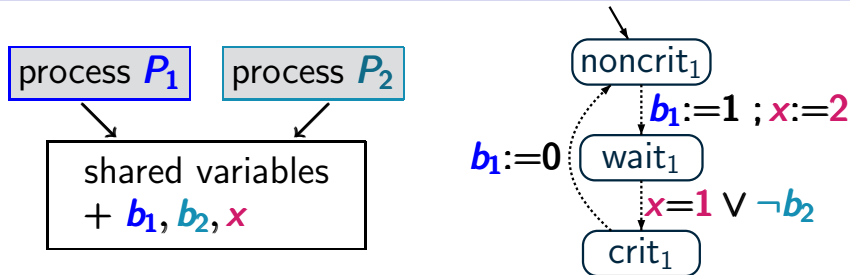 process P₁
process P₂
shared variables
+ b₁, b₂, x
noncrit₁
b₁:=1 ; x:=2
b₁:=0
wait₁
x=1 ∨ ¬b₂
crit₁